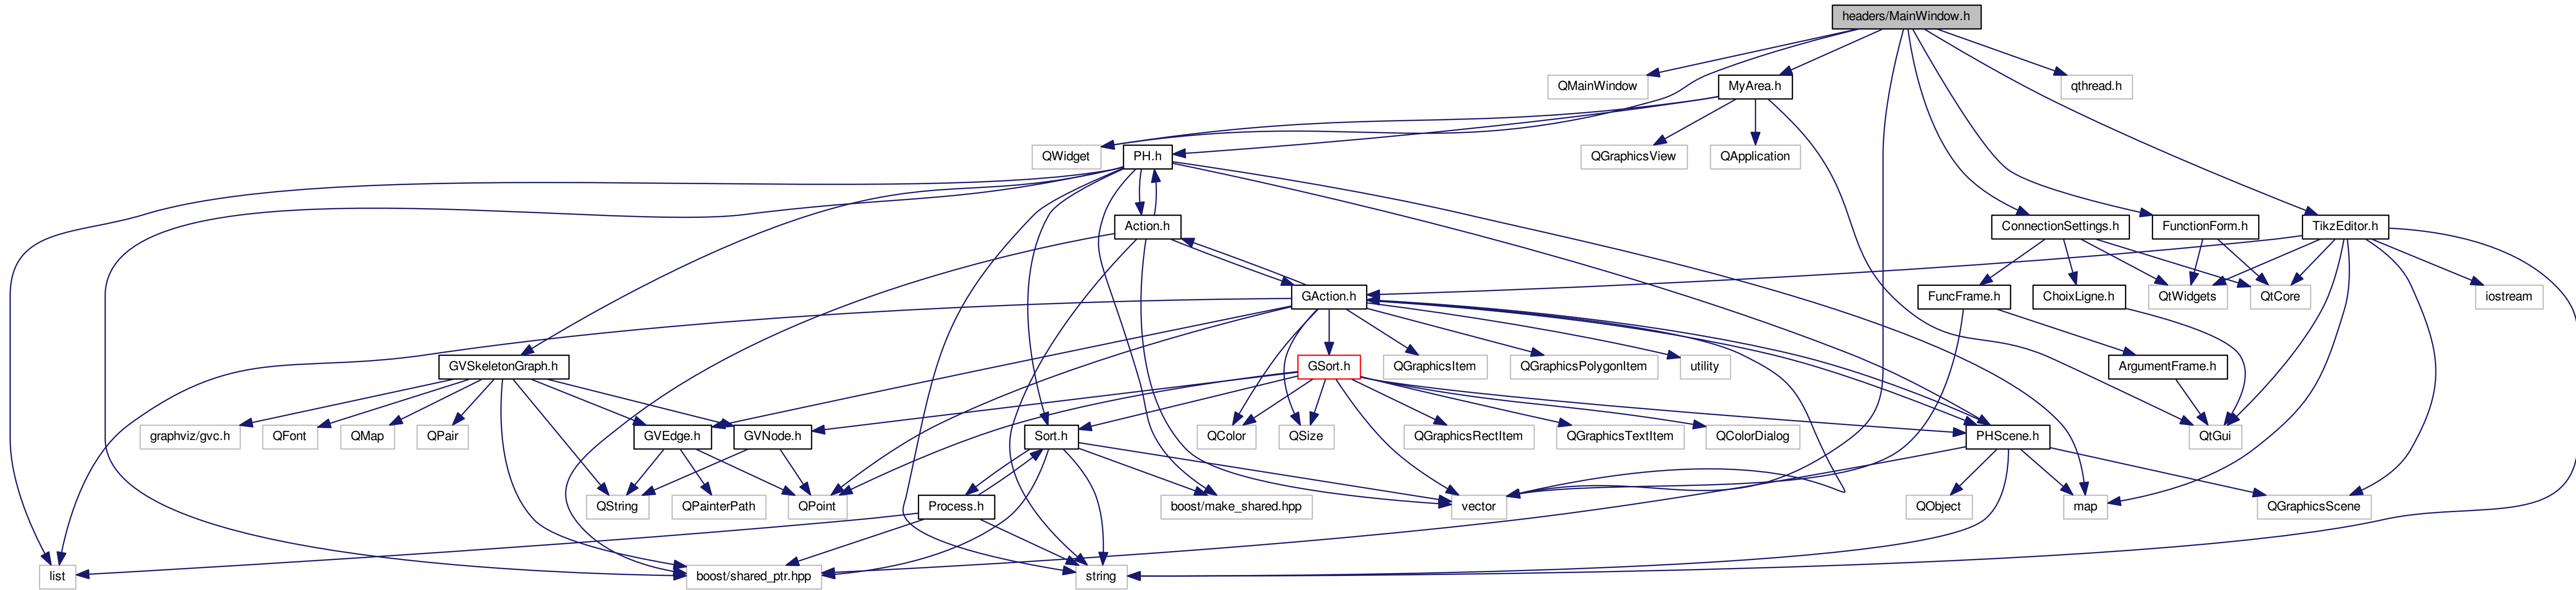 headers/MainWindow.h
QMainWindow
MyArea.h
qthread.h
QWidget
PH.h
QGraphicsView
QApplication
Action.h
ConnectionSettings.h
FunctionForm.h
TikzEditor.h
GAction.h
FuncFrame.h
ChoixLigne.h
QtWidgets
QtCore
iostream
GVSkeletonGraph.h
GSort.h
QGraphicsItem
QGraphicsPolygonItem
utility
ArgumentFrame.h
graphviz/gvc.h
QFont
QMap
QPair
GVEdge.h
GVNode.h
Sort.h
QColor
QSize
QGraphicsRectItem
QGraphicsTextItem
QColorDialog
PHScene.h
QtGui
QString
QPainterPath
QPoint
Process.h
boost/make_shared.hpp
vector
QObject
map
QGraphicsScene
list
boost/shared_ptr.hpp
string